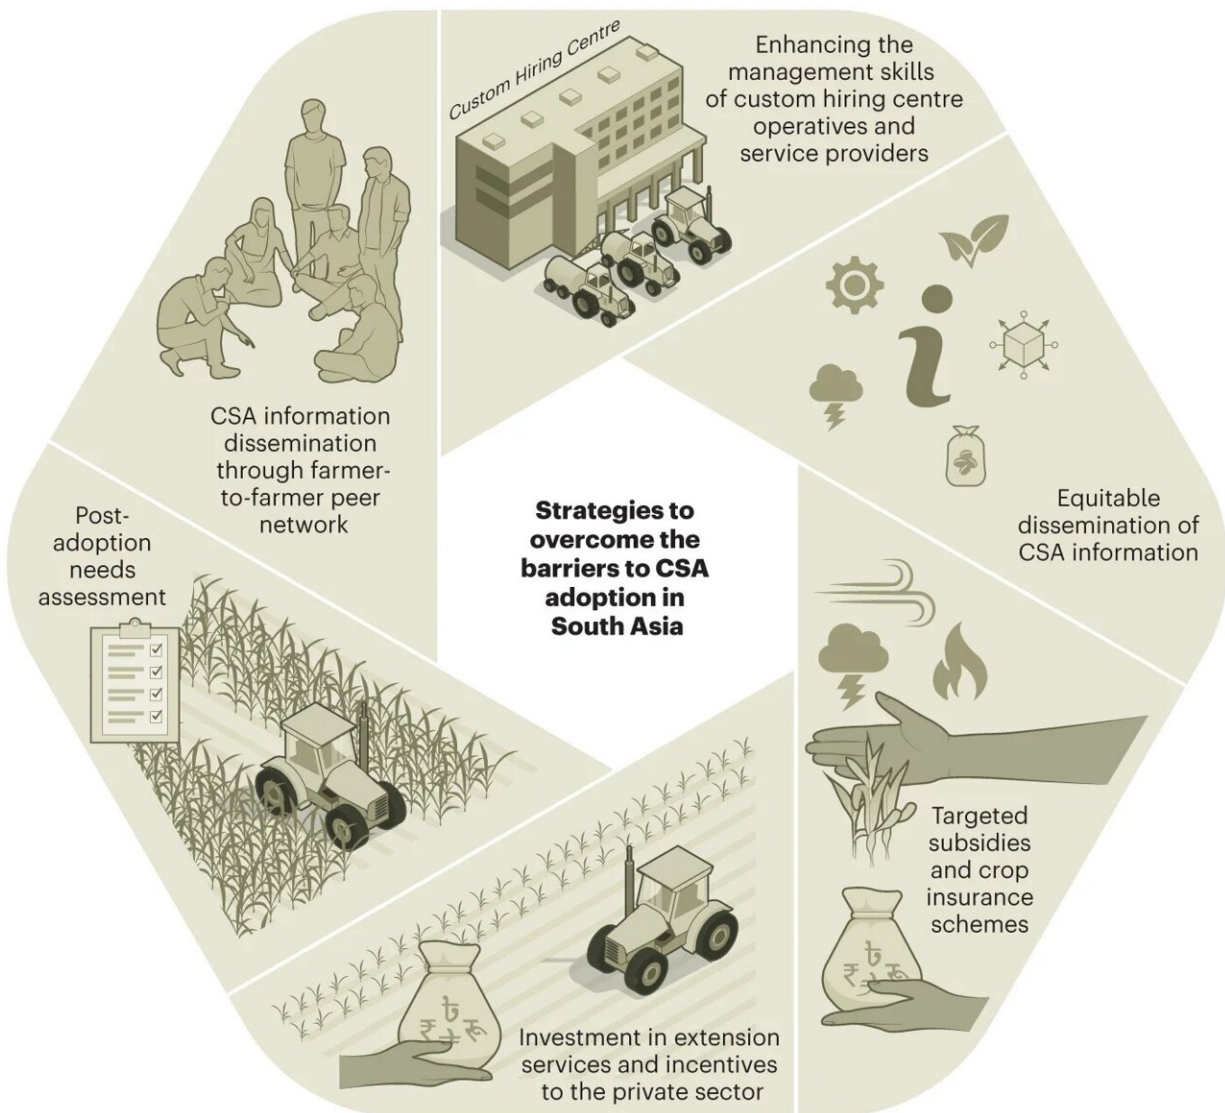 Custom Hiring Centre
Enhancing the
management skills
of custom hiring centre
operatives and
service providers
Equitable
dissemination of
CSA information
Targeted
subsidies
and crop
insurance
schemes
Investment in extension
services and incentives
to the private sector
Post-
adoption
needs
assessment
CSA information
dissemination
through farmer-
to-farmer peer
network
Strategies to
overcome the
barriers to CSA
adoption in
South Asia